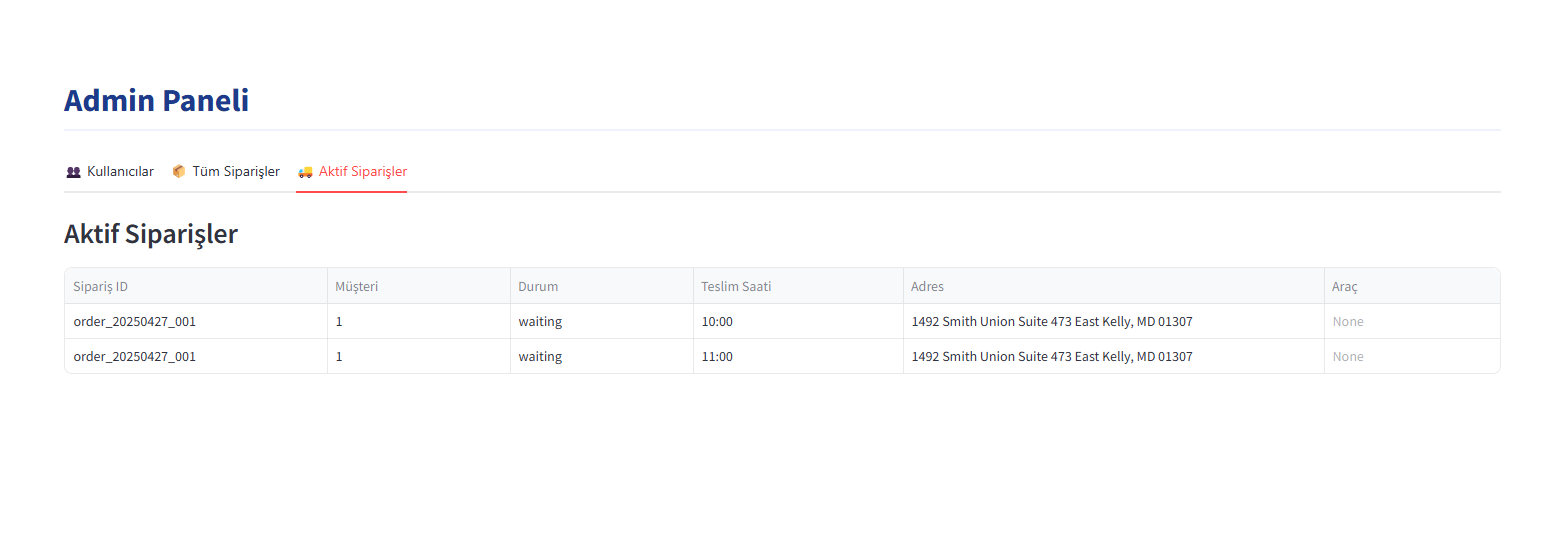 Admin Paneli
Kullanıcılar Tüm Siparişler Aktif Siparişler
Aktif Siparişler
Sipariş ID Müşteri Durum Teslim Saati Adres Araç
order_20250427_001 1 waiting 10:00 1492 Smith Union Suite 473 East Kelly, MD 01307 None
order_20250427_001 1 waiting 11:00 1492 Smith Union Suite 473 East Kelly, MD 01307 None